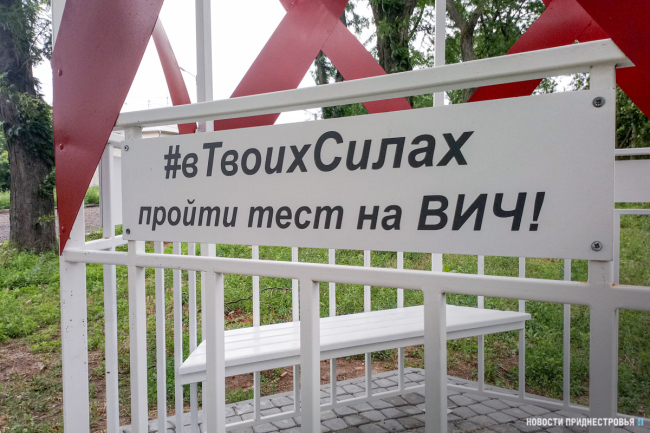 #вТвоихСилах
пройти тест на ВИЧ!
НОВОСТИ ПРИДНЕСТРОВЬЯ